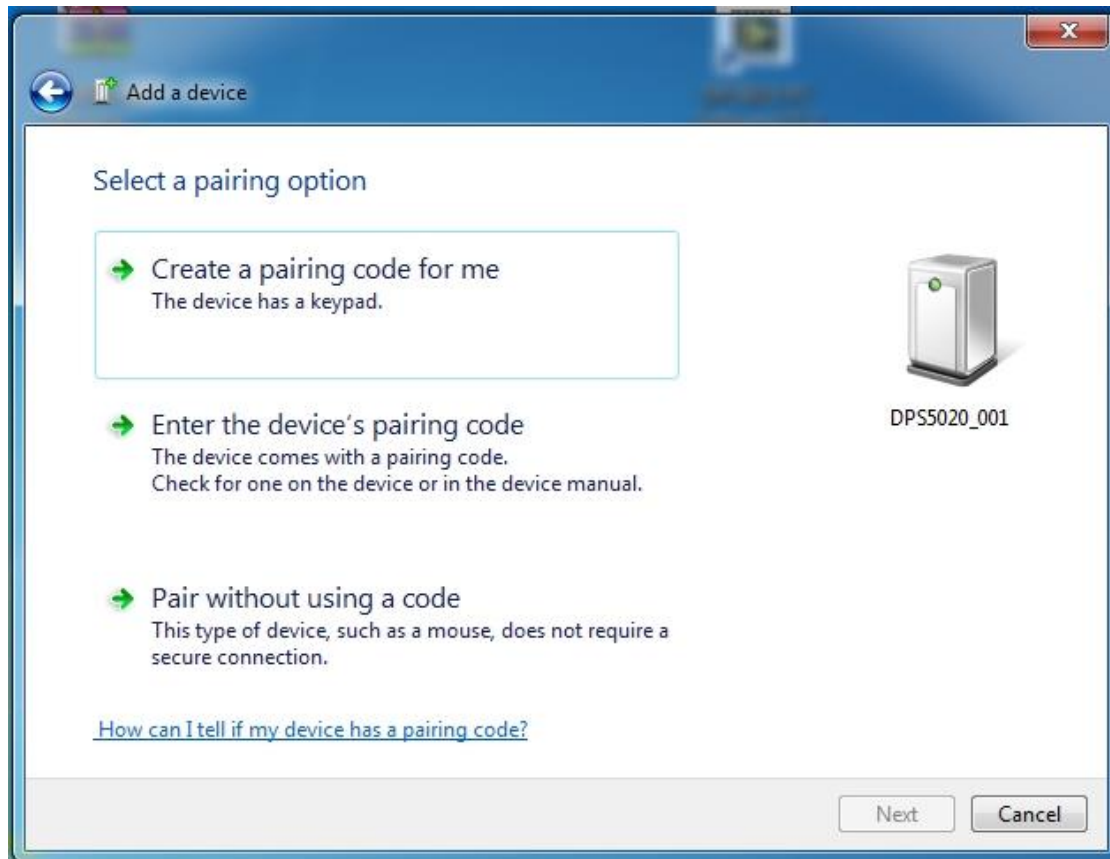 Add a device
Select a pairing option
Create a pairing code for me
The device has a keypad.
Enter the device's pairing code
The device comes with a pairing code.
Check for one on the device or in the device manual.
DPS5020_001
Pair without using a code
This type of device, such as a mouse, does not require a
secure connection.
How can I tell if my device has a pairing code?
Next
Cancel